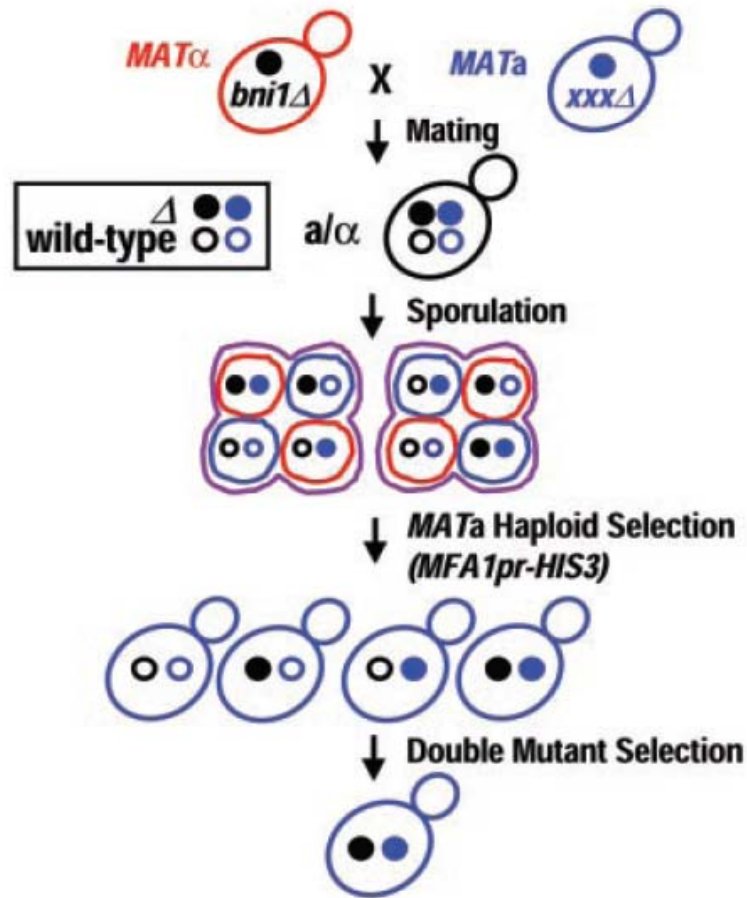 MATα
bni1Δ
X
MATa
xxxΔ
Mating
Δ
wild-type
a/α
Sporulation
MATa Haploid Selection
(MFA1pr-HIS3)
Double Mutant Selection